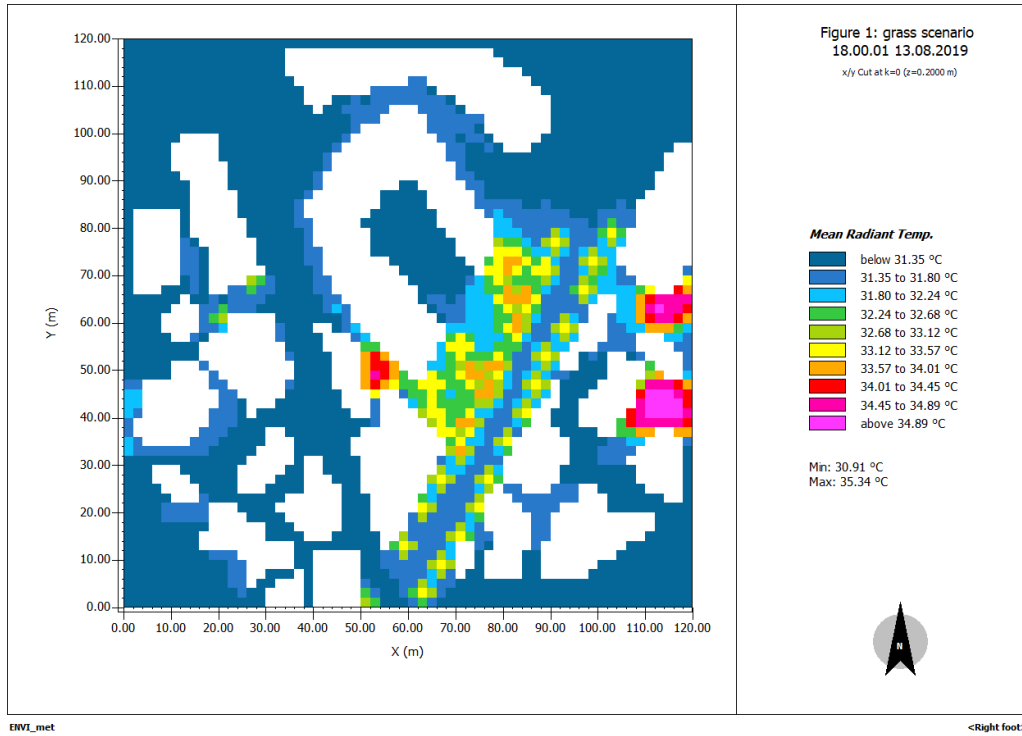 Figure 1: grass scenario
18.00.01 13.08.2019
x/y Cut at k=0 (z=0.2000 m)
120.00
110.00
100.00
90.00
80.00
70.00
60.00
50.00
40.00
30.00
20.00
10.00
0.00
Y (m)
0.00 10.00 20.00 30.00 40.00 50.00 60.00 70.00 80.00 90.00 100.00 110.00 120.00
X (m)
Mean Radiant Temp.
below 31.35 °C
31.35 to 31.80 °C
31.80 to 32.24 °C
32.24 to 32.68 °C
32.68 to 33.12 °C
33.12 to 33.57 °C
33.57 to 34.01 °C
34.01 to 34.45 °C
34.45 to 34.89 °C
above 34.89 °C
Min: 30.91 °C
Max: 35.34 °C
N
ENVI_met
<Right foot